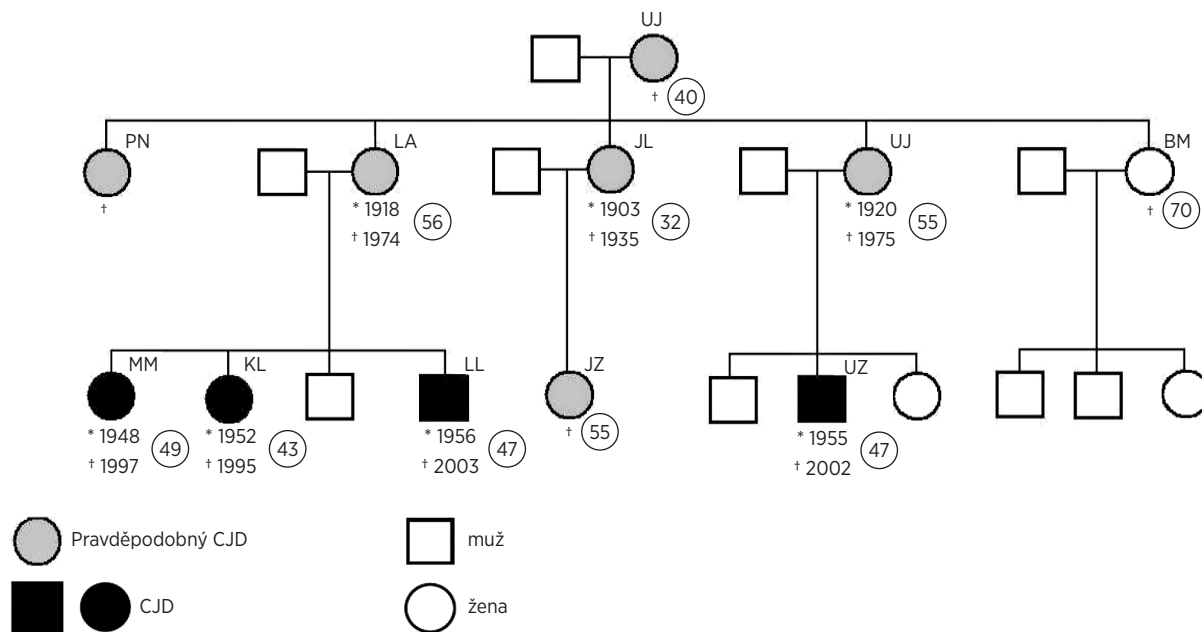 UJ
† 40
PN
LA
JL
UJ
BM
†
* 1918
† 1974
56
* 1903
† 1935
32
* 1920
† 1975
55
† 70
MM
KL
LL
JZ
UZ
* 1948
† 1997
49
* 1952
† 1995
43
* 1956
† 2003
47
† 55
* 1955
† 2002
47
Pravděpodobný CJD
muž
CJD
žena